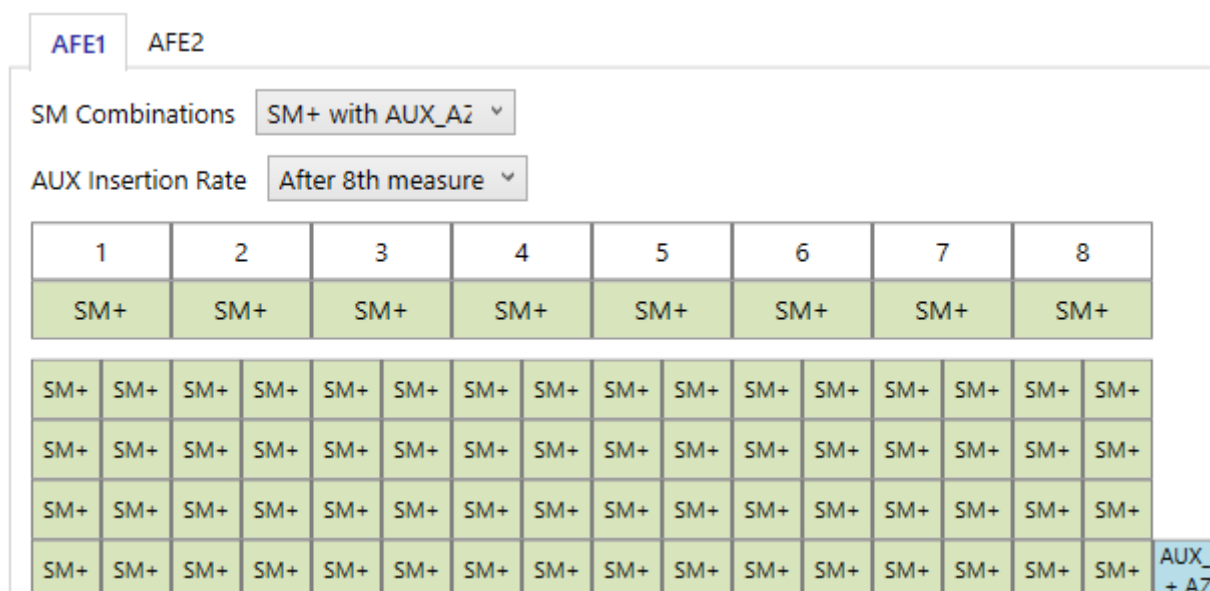 AFE1 AFE2
SM Combinations SM+ with AUX_AZ
AUX Insertion Rate After 8th measure
1 2 3 4 5 6 7 8
SM+ SM+ SM+ SM+ SM+ SM+ SM+ SM+
SM+ SM+ SM+ SM+ SM+ SM+ SM+ SM+ SM+ SM+ SM+ SM+ SM+ SM+ SM+ SM+
SM+ SM+ SM+ SM+ SM+ SM+ SM+ SM+ SM+ SM+ SM+ SM+ SM+ SM+ SM+ SM+
SM+ SM+ SM+ SM+ SM+ SM+ SM+ SM+ SM+ SM+ SM+ SM+ SM+ SM+ SM+ SM+
SM+ SM+ SM+ SM+ SM+ SM+ SM+ SM+ SM+ SM+ SM+ SM+ SM+ SM+ SM+ SM+ AUX_
+ AZ